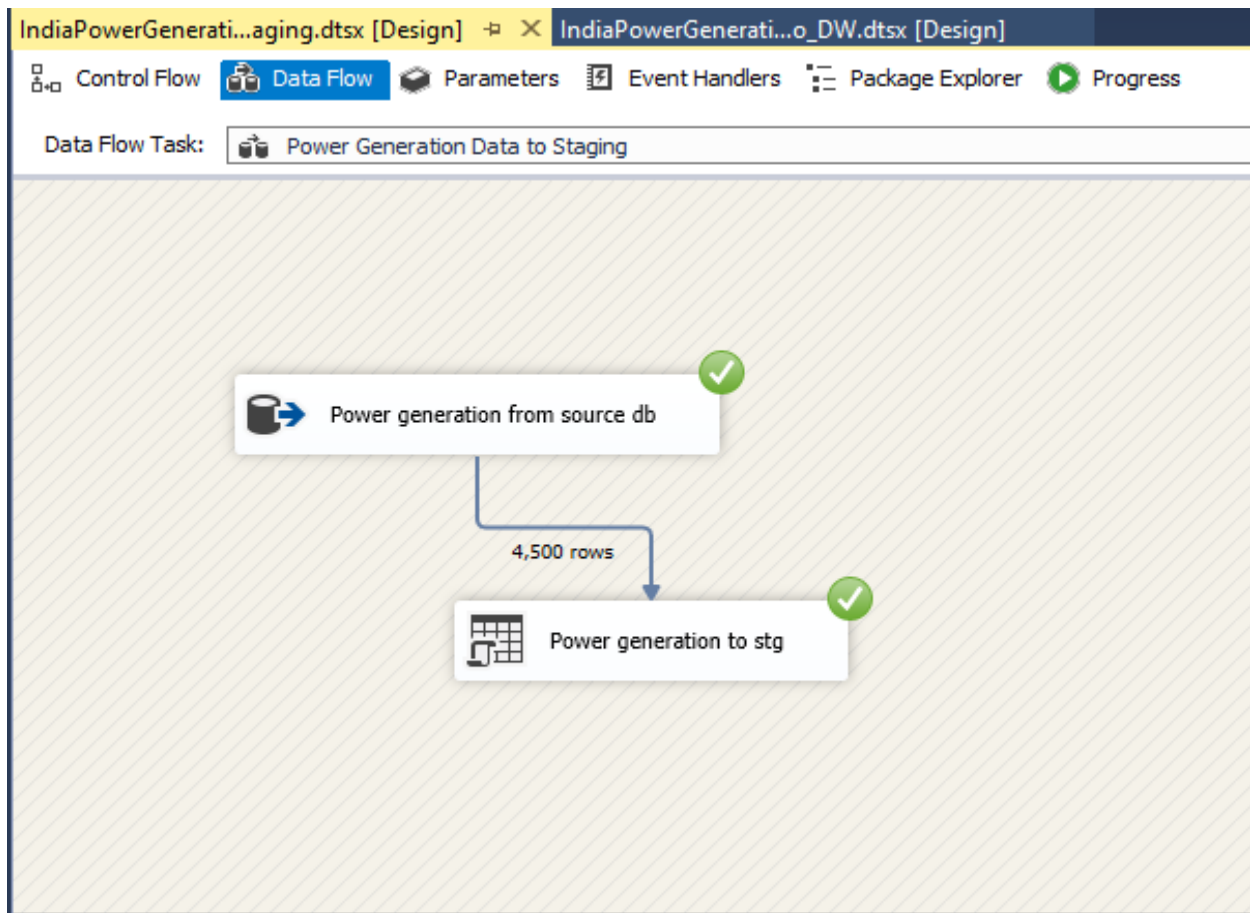 IndiaPowerGenerati...aging.dtsx [Design] IndiaPowerGenerati...o_DW.dtsx [Design]
Control Flow Data Flow Parameters Event Handlers Package Explorer Progress
Data Flow Task: Power Generation Data to Staging
Power generation from source db
4,500 rows
Power generation to stg